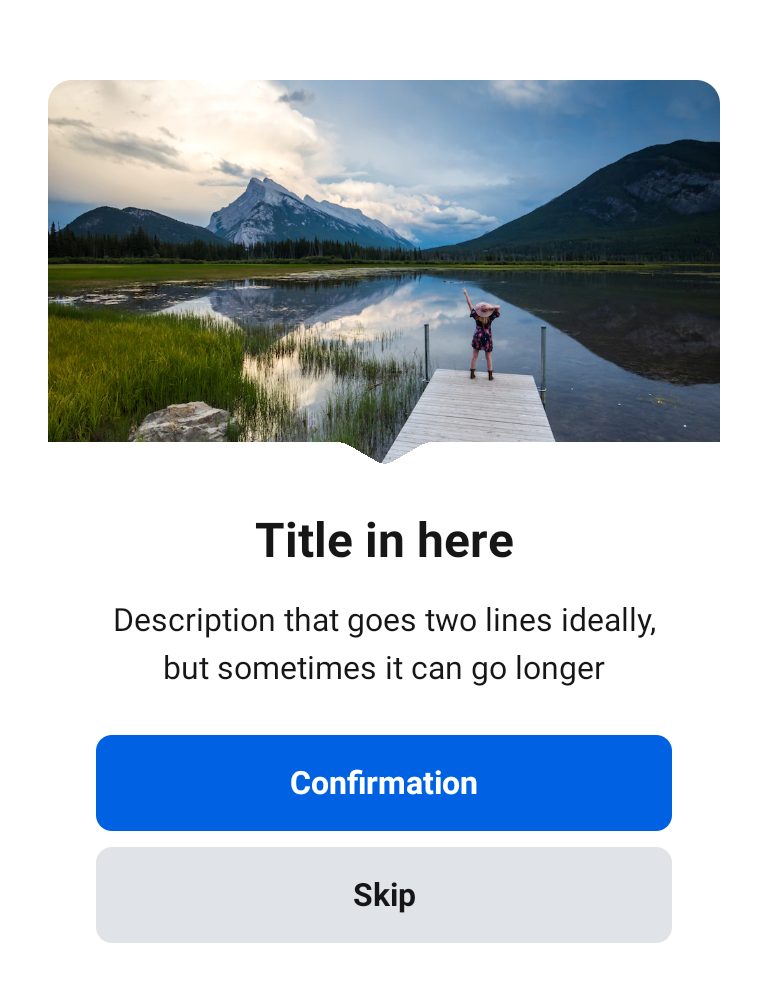 Title in here
Description that goes two lines ideally,
but sometimes it can go longer
Confirmation
Skip